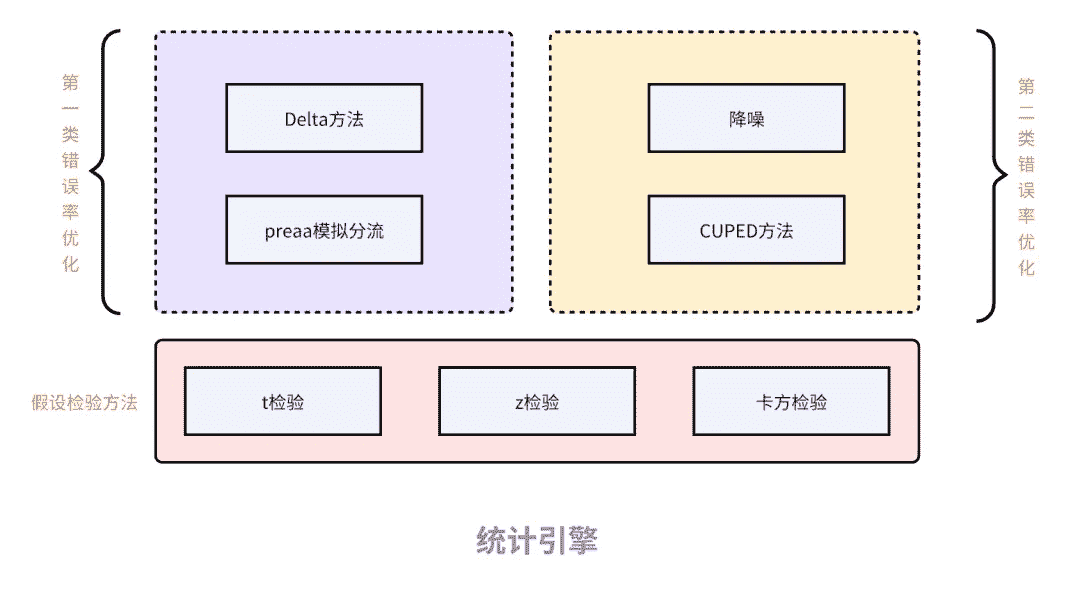 第一类错误率优化
Delta方法
preaa模拟分流
降噪
CUPED方法
第二类错误率优化
假设检验方法
t检验
z检验
卡方检验
统计引擎